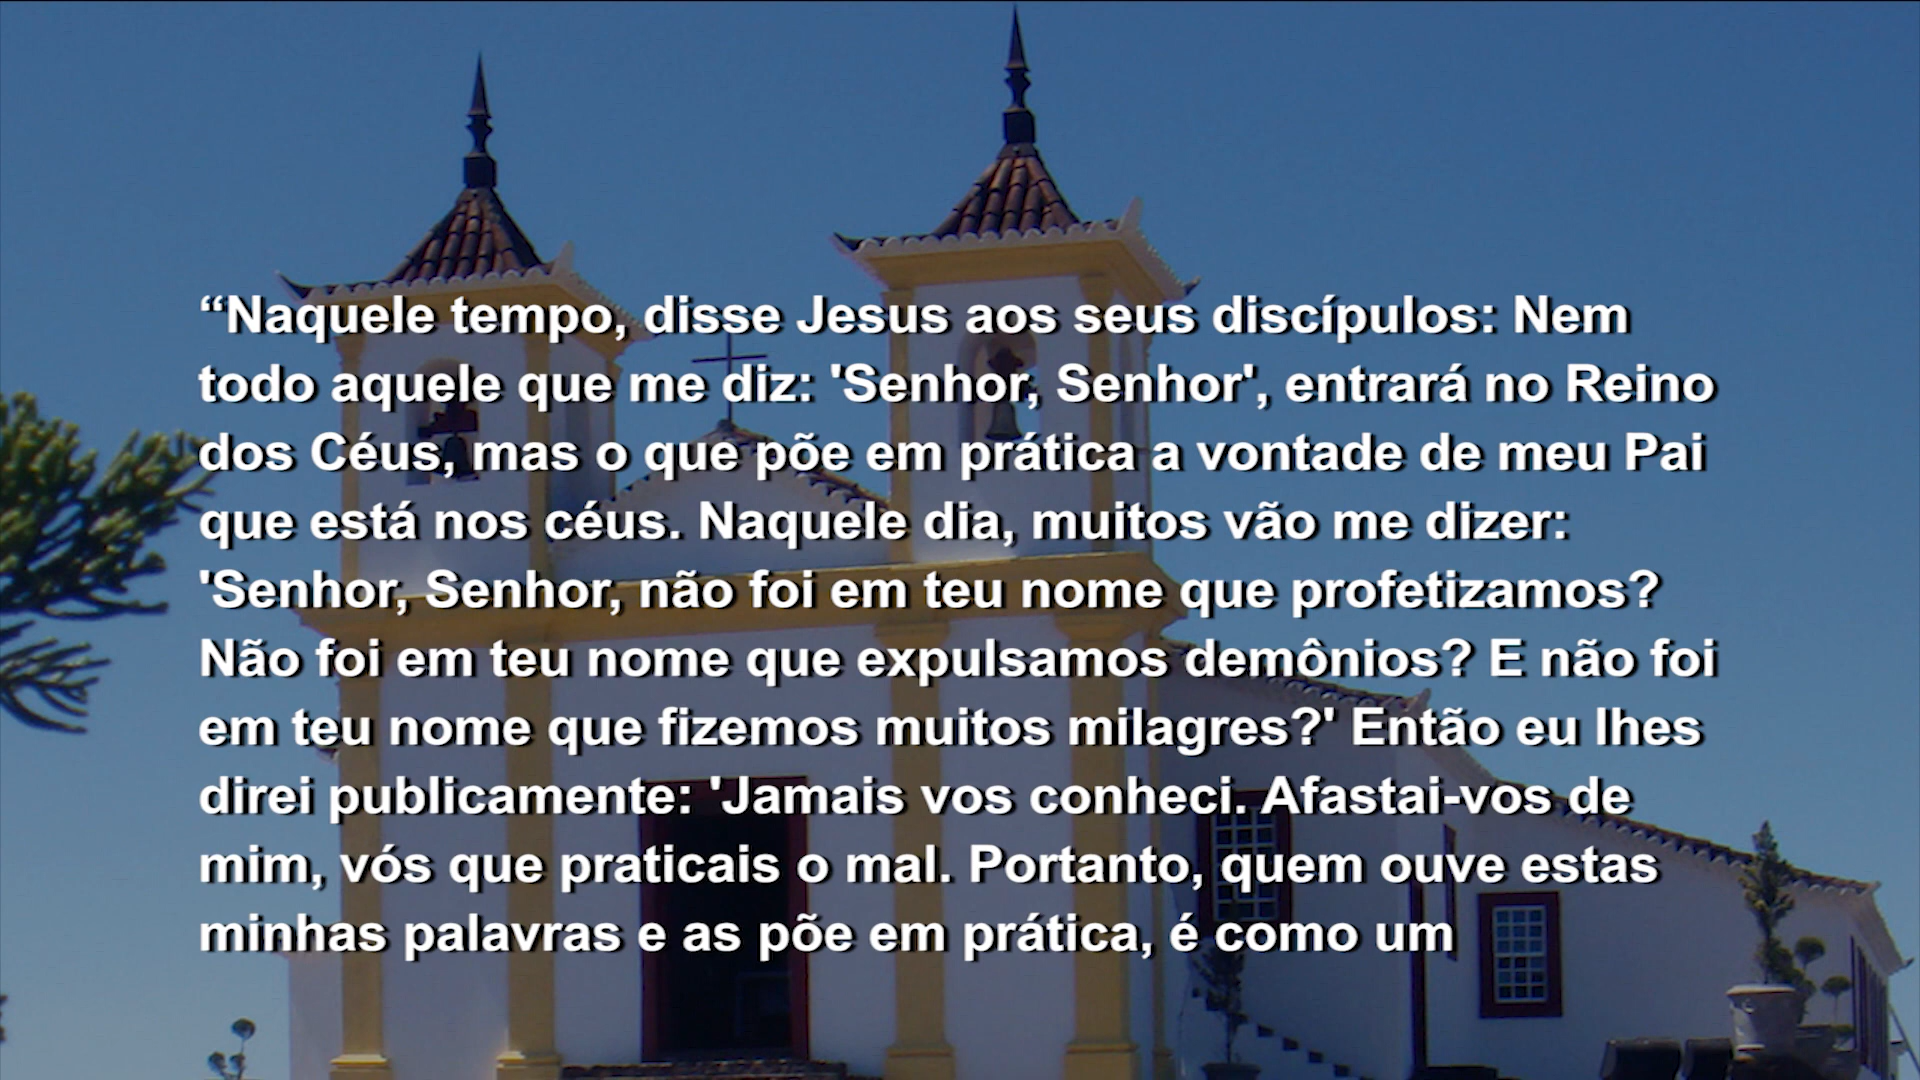 “Naquele tempo, disse Jesus aos seus discípulos: Nem
todo aquele que me diz: 'Senhor, Senhor', entrará no Reino
dos Céus, mas o que põe em prática a vontade de meu Pai
que está nos céus. Naquele dia, muitos vão me dizer:
'Senhor, Senhor, não foi em teu nome que profetizamos?
Não foi em teu nome que expulsamos demônios? E não foi
em teu nome que fizemos muitos milagres?' Então eu lhes
direi publicamente: 'Jamais vos conheci. Afastai-vos de
mim, vós que praticais o mal. Portanto, quem ouve estas
minhas palavras e as põe em prática, é como um